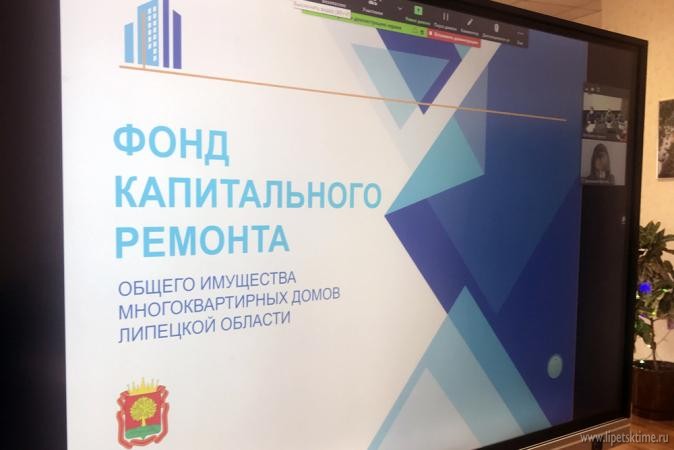 ФОНД
КАПИТАЛЬНОГО
РЕМОНТА
ОБЩЕГО ИМУЩЕСТВА
МНОГОКВАРТИРНЫХ ДОМОВ
ЛИПЕЦКОЙ ОБЛАСТИ
www.lipetsktime.ru